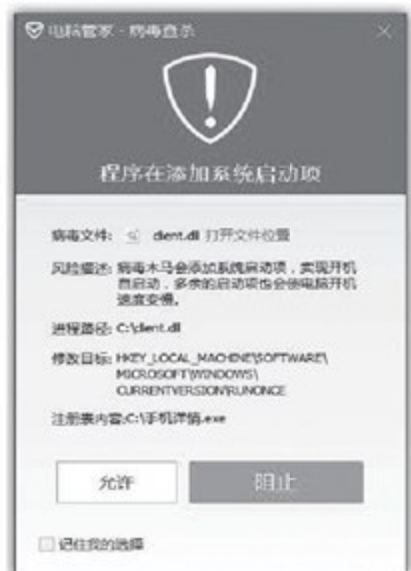 电脑管家 - 病毒查杀
程序在添加系统启动项
病毒文件: client.dll 打开文件位置
风险描述: 病毒木马会添加系统启动项，实现开机
自启动，多余的启动项也会使电脑开机
速度变慢。
进程路径: C:\client.dll
修改目标: HKEY_LOCAL_MACHINE\SOFTWARE\
MICROSOFT\WINDOWS\
CURRENTVERSION\RUNONCE
注册表内容:C:\手机详情.exe
允许
阻止
记住我的选择